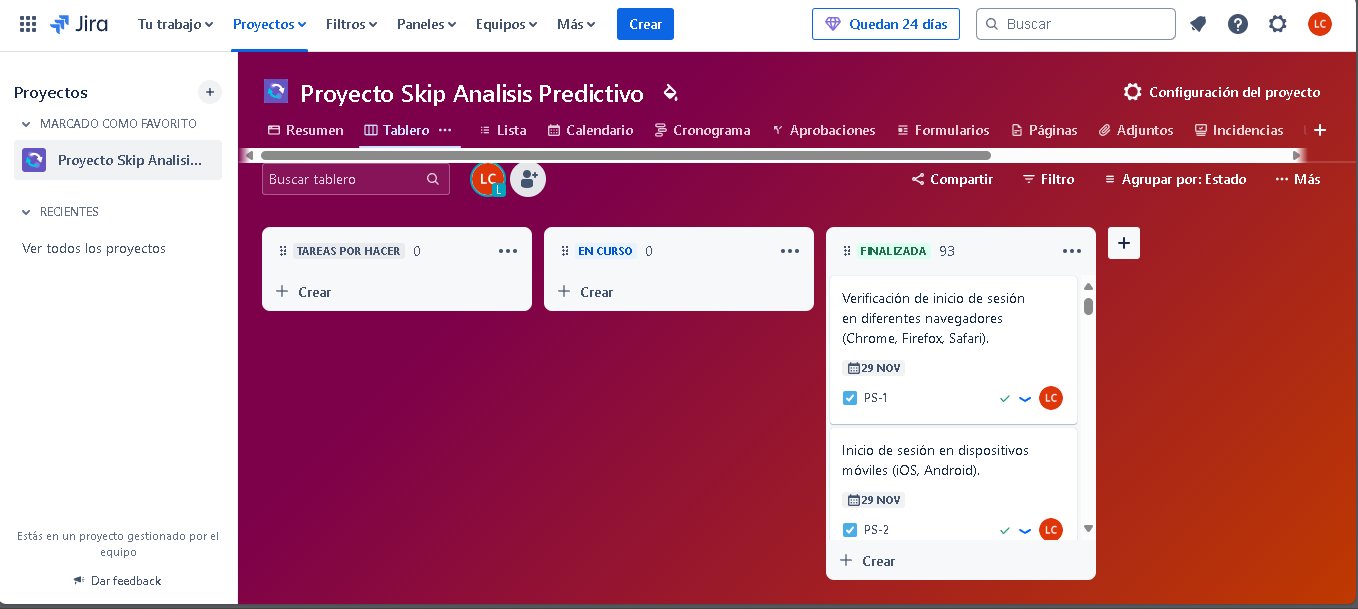 Jira Tu trabajo Proyectos Filtros Paneles Equipos Más Crear Quedan 24 días Buscar LC
Proyectos
MARCADO COMO FAVORITO
Proyecto Skip Analisi...
RECIENTES
Ver todos los proyectos
Estás en un proyecto gestionado por el
equipo
Dar feedback
Proyecto Skip Analisis Predictivo
Configuración del proyecto
Resumen Tablero Lista Calendario Cronograma Aprobaciones Formularios Páginas Adjuntos Incidencias
Buscar tablero LC L Compartir Filtro Agrupar por: Estado Más
TAREAS POR HACER 0
Crear
EN CURSO 0
Crear
FINALIZADA 93
Verificación de inicio de sesión
en diferentes navegadores
(Chrome, Firefox, Safari).
29 NOV
PS-1 LC
Inicio de sesión en dispositivos
móviles (iOS, Android).
29 NOV
PS-2 LC
Crear